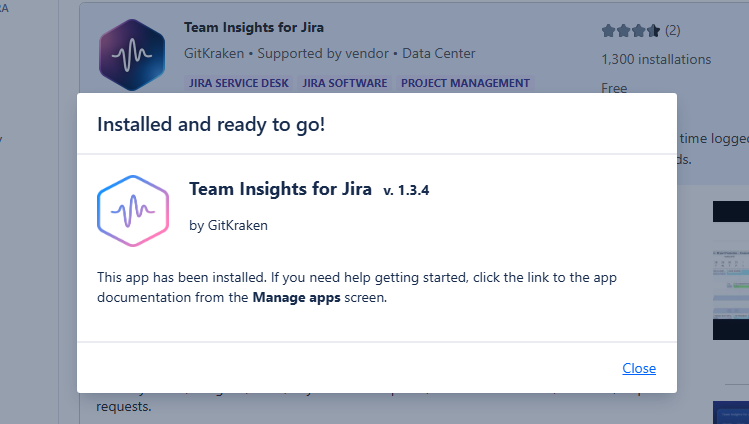 RA
Team Insights for Jira
(2)
GitKraken • Supported by vendor • Data Center
1,300 installations
JIRA SERVICE DESK JIRA SOFTWARE PROJECT MANAGEMENT
Free
Installed and ready to go!
time logged
ds.
Team Insights for Jira v. 1.3.4
by GitKraken
This app has been installed. If you need help getting started, click the link to the app
documentation from the Manage apps screen.
Close
requests.